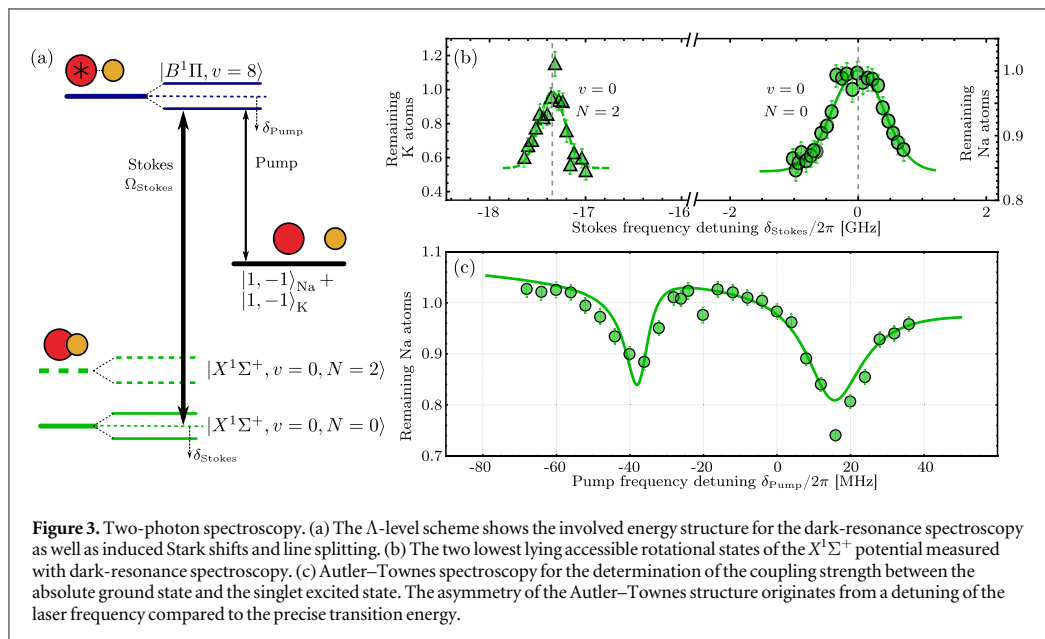 (a)
|B¹Π, v = 8⟩
δPump
Stokes
ΩStokes
Pump
|1, −1⟩Na +
|1, −1⟩K
|X¹Σ⁺, v = 0, N = 2⟩
|X¹Σ⁺, v = 0, N = 0⟩
δStokes
(b)
Remaining
K atoms
1.2
1.0
0.8
0.6
0.4
v = 0
N = 2
v = 0
N = 0
1.0
0.9
0.8
Remaining
Na atoms
-18 -17 -16 -2 0 2
Stokes frequency detuning δStokes/2π [GHz]
(c)
Remaining Na atoms
1.1
1.0
0.9
0.8
0.7
-80 -60 -40 -20 0 20 40
Pump frequency detuning δPump/2π [MHz]
Figure 3. Two-photon spectroscopy. (a) The Λ-level scheme shows the involved energy structure for the dark-resonance spectroscopy
as well as induced Stark shifts and line splitting. (b) The two lowest lying accessible rotational states of the X¹Σ⁺ potential measured
with dark-resonance spectroscopy. (c) Autler–Townes spectroscopy for the determination of the coupling strength between the
absolute ground state and the singlet excited state. The asymmetry of the Autler–Townes structure originates from a detuning of the
laser frequency compared to the precise transition energy.